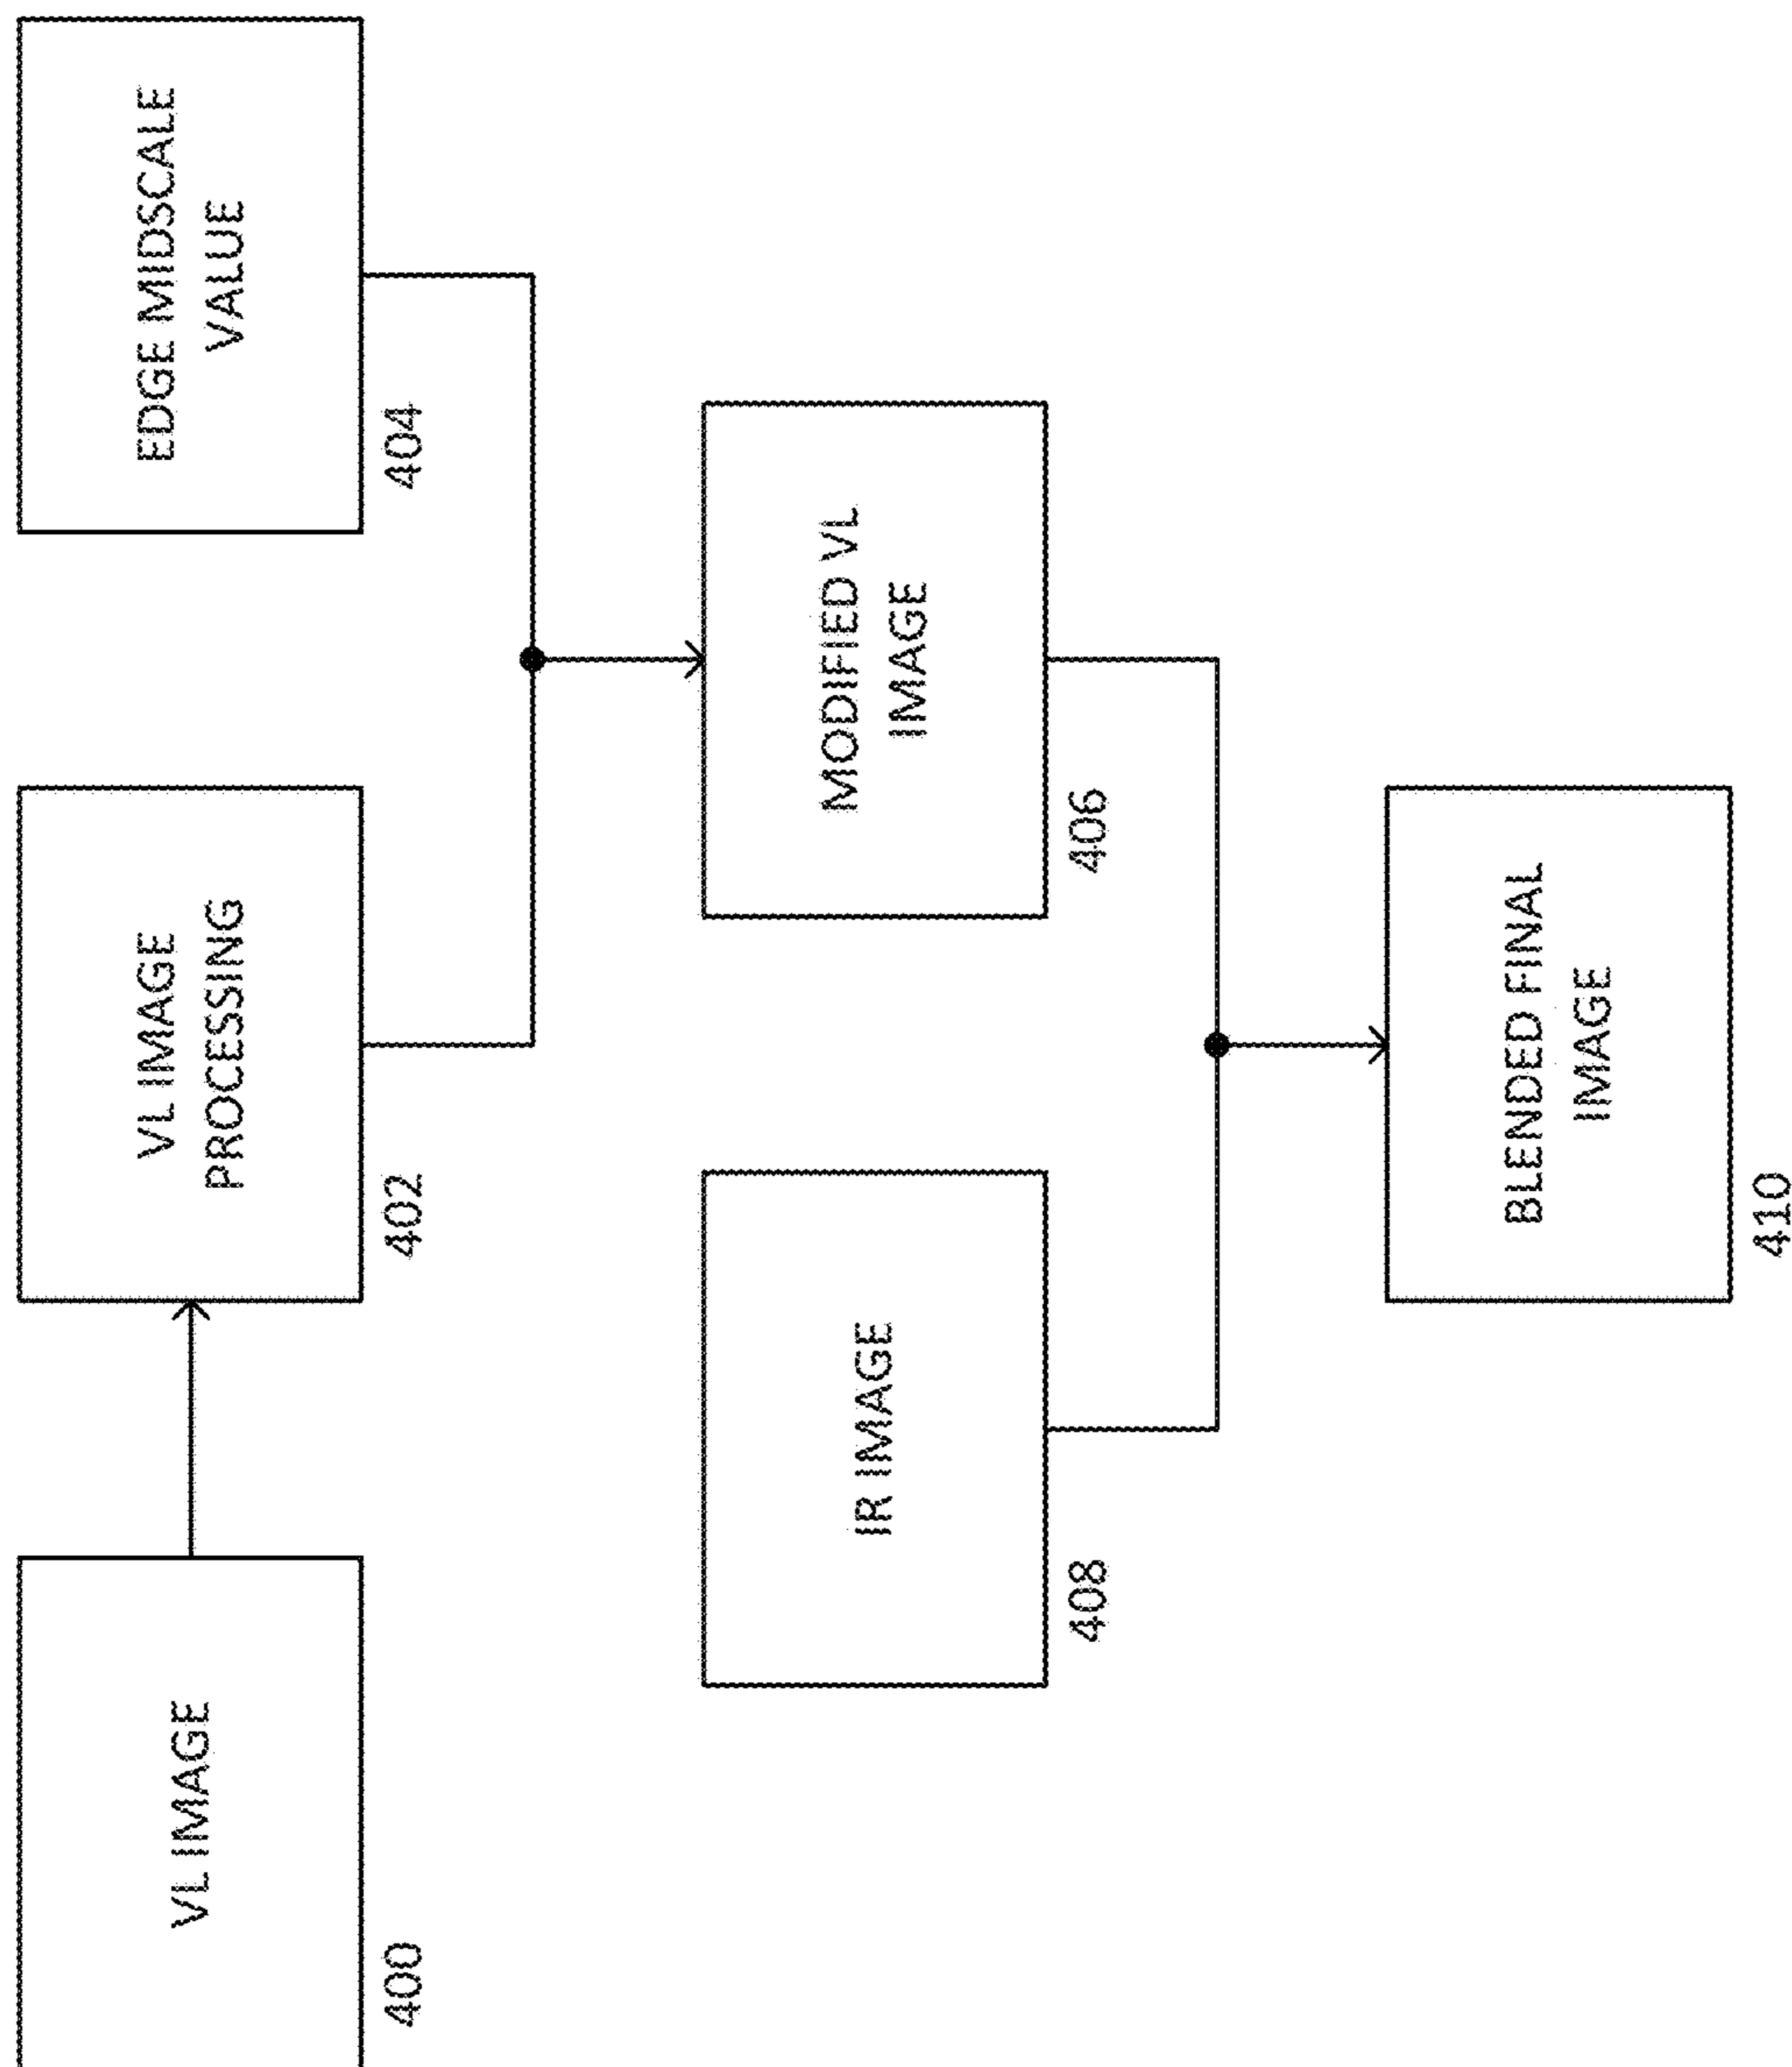 VL IMAGE
400
VL IMAGE
PROCESSING
402
EDGE MIDSCALE
VALUE
404
IR IMAGE
408
MODIFIED VL
IMAGE
406
BLENDED FINAL
IMAGE
410